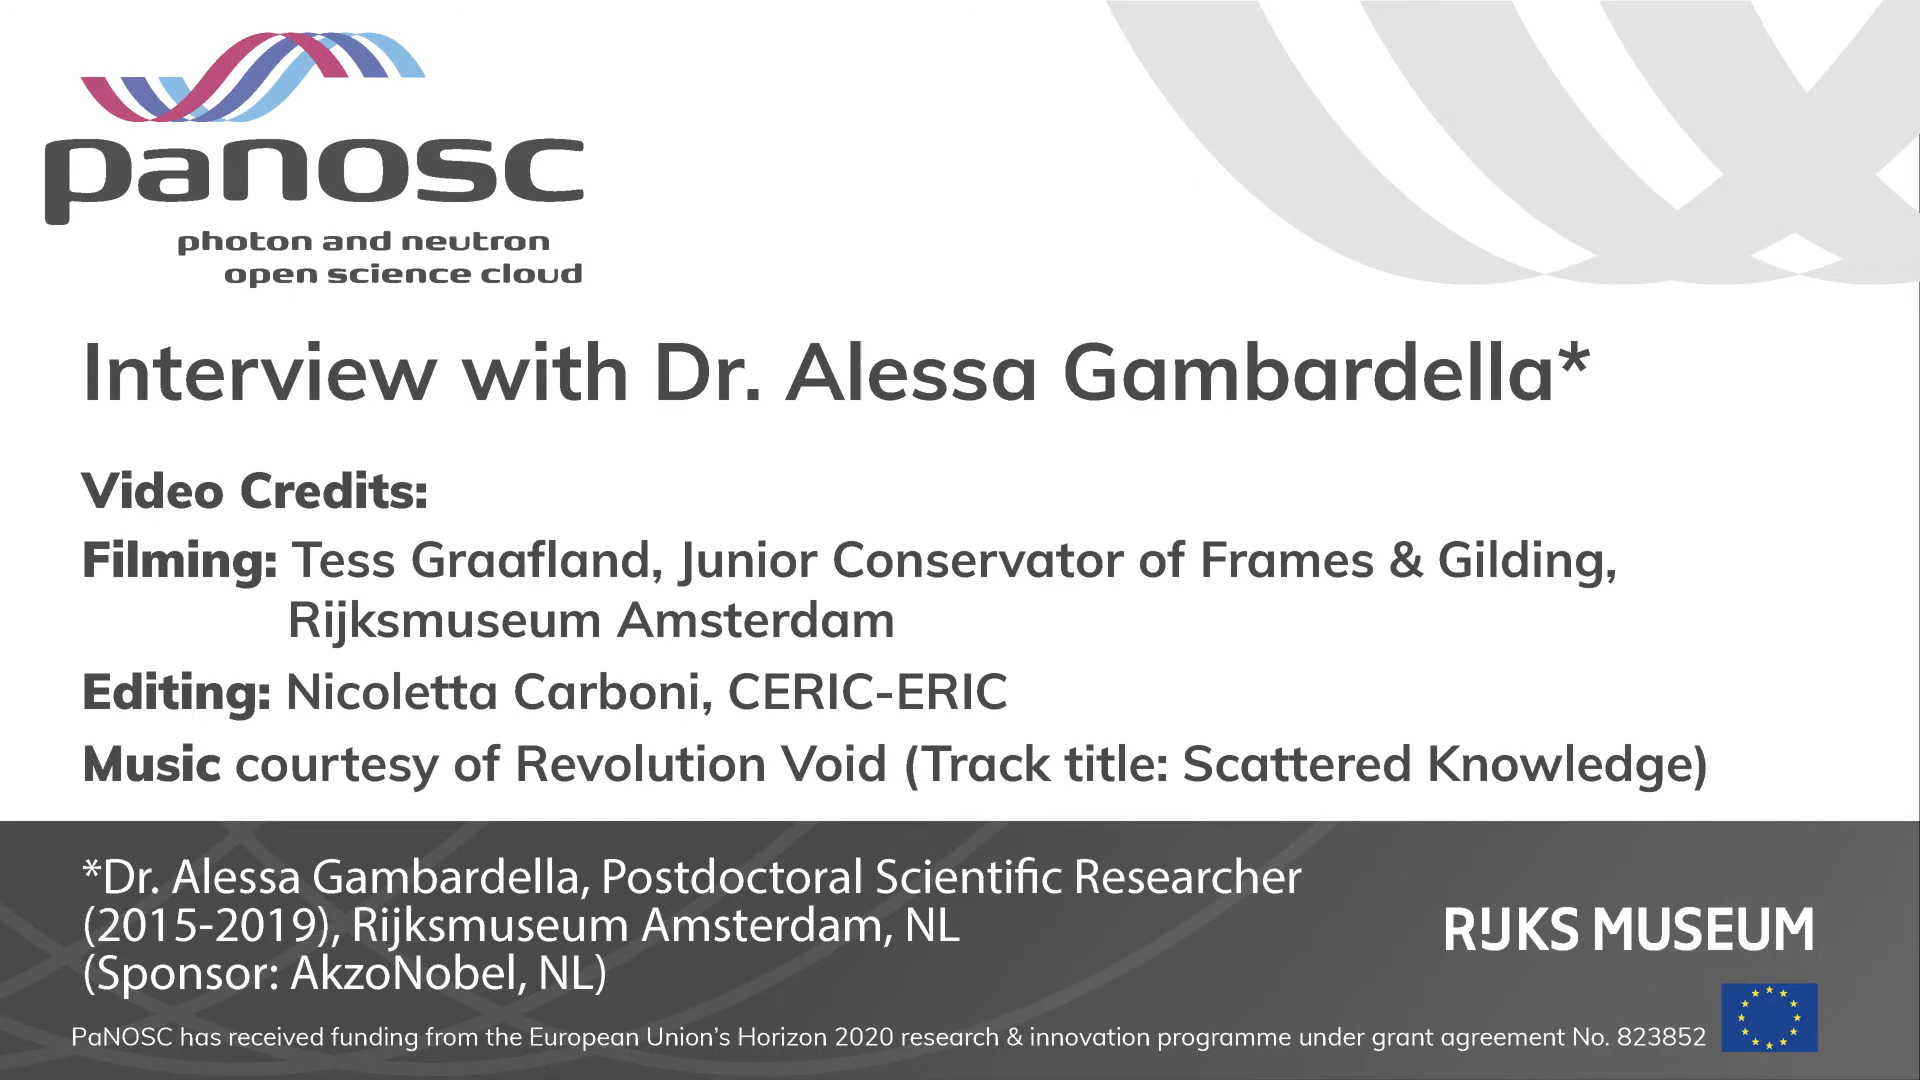 panosc
photon and neutron
open science cloud
Interview with Dr. Alessa Gambardella*
Video Credits:
Filming: Tess Graafland, Junior Conservator of Frames & Gilding,
Rijksmuseum Amsterdam
Editing: Nicoletta Carboni, CERIC-ERIC
Music courtesy of Revolution Void (Track title: Scattered Knowledge)
*Dr. Alessa Gambardella, Postdoctoral Scientific Researcher
(2015-2019), Rijksmuseum Amsterdam, NL
(Sponsor: AkzoNobel, NL)
RIJKS MUSEUM
PaNOSC has received funding from the European Union’s Horizon 2020 research & innovation programme under grant agreement No. 823852